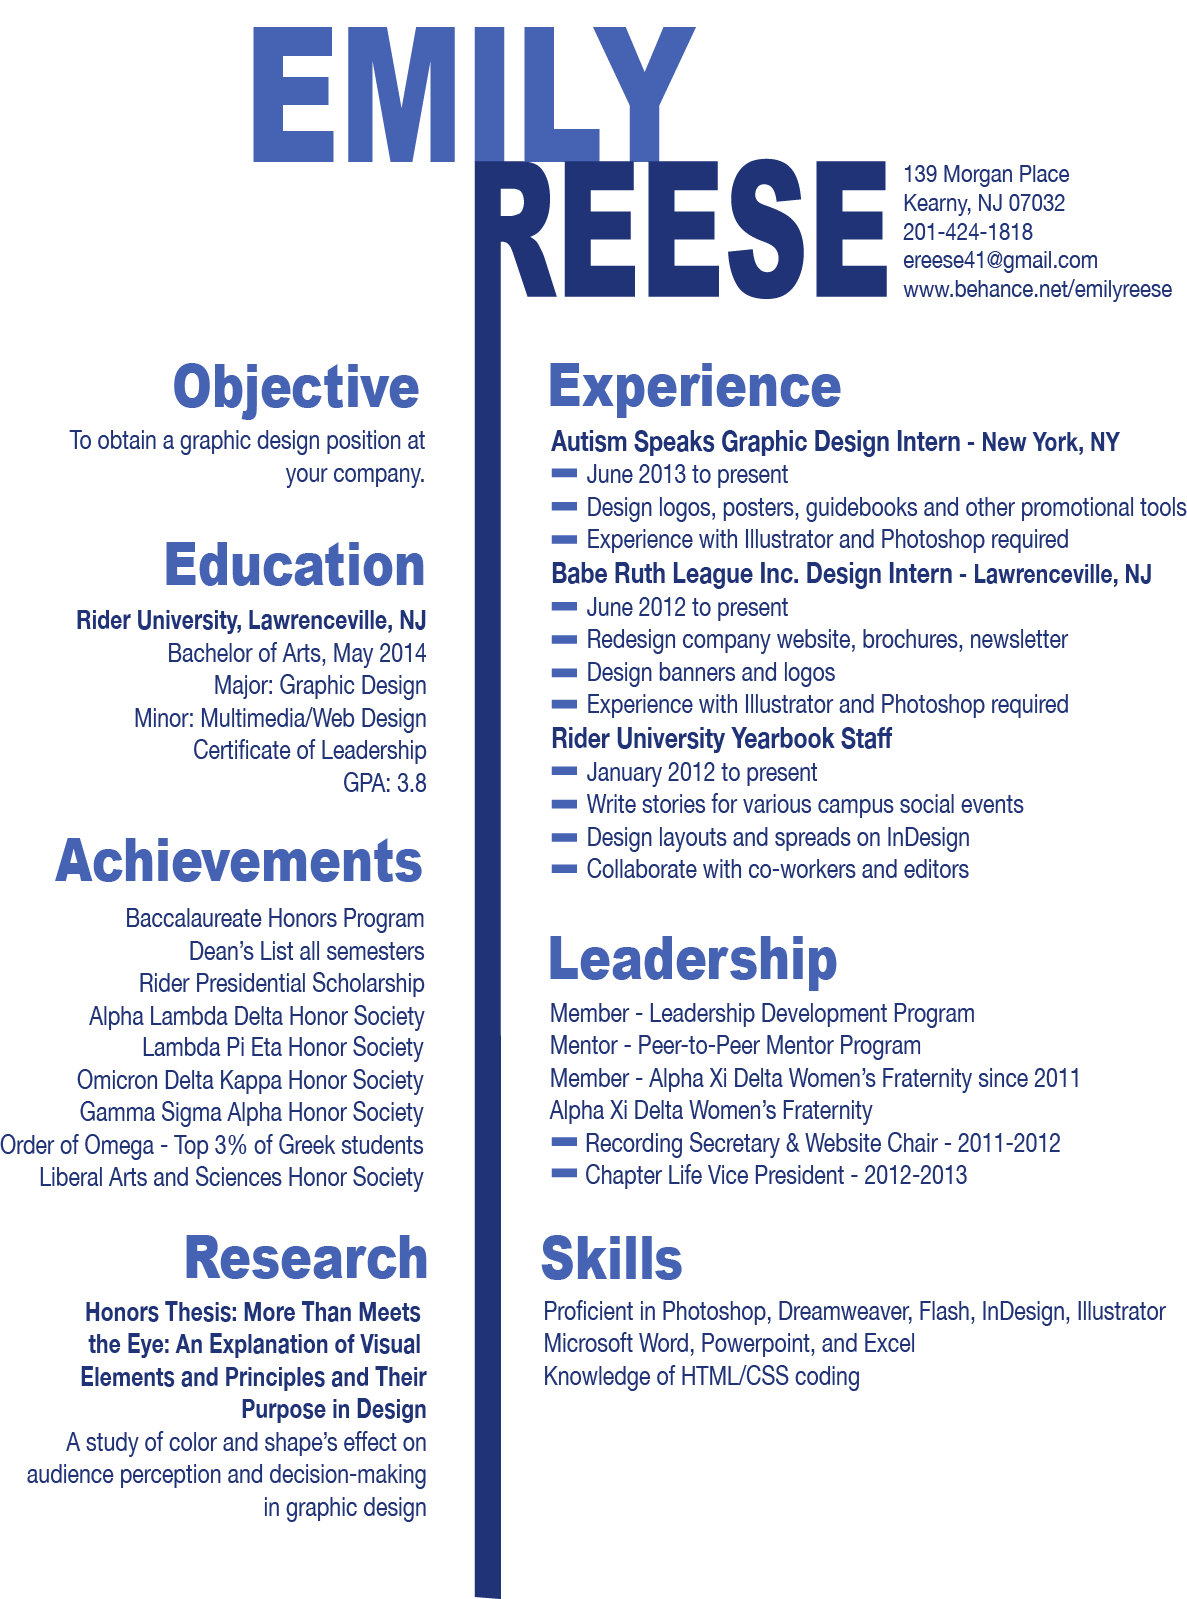 EMILY
REESE
139 Morgan Place
Kearny, NJ 07032
201-424-1818
ereese41@gmail.com
www.behance.net/emilyreese
Objective
To obtain a graphic design position at
your company.
Education
Rider University, Lawrenceville, NJ
Bachelor of Arts, May 2014
Major: Graphic Design
Minor: Multimedia/Web Design
Certificate of Leadership
GPA: 3.8
Achievements
Baccalaureate Honors Program
Dean’s List all semesters
Rider Presidential Scholarship
Alpha Lambda Delta Honor Society
Lambda Pi Eta Honor Society
Omicron Delta Kappa Honor Society
Gamma Sigma Alpha Honor Society
Order of Omega - Top 3% of Greek students
Liberal Arts and Sciences Honor Society
Research
Honors Thesis: More Than Meets
the Eye: An Explanation of Visual
Elements and Principles and Their
Purpose in Design
A study of color and shape’s effect on
audience perception and decision-making
in graphic design
Experience
Autism Speaks Graphic Design Intern - New York, NY
June 2013 to present
Design logos, posters, guidebooks and other promotional tools
Experience with Illustrator and Photoshop required
Babe Ruth League Inc. Design Intern - Lawrenceville, NJ
June 2012 to present
Redesign company website, brochures, newsletter
Design banners and logos
Experience with Illustrator and Photoshop required
Rider University Yearbook Staff
January 2012 to present
Write stories for various campus social events
Design layouts and spreads on InDesign
Collaborate with co-workers and editors
Leadership
Member - Leadership Development Program
Mentor - Peer-to-Peer Mentor Program
Member - Alpha Xi Delta Women’s Fraternity since 2011
Alpha Xi Delta Women’s Fraternity
Recording Secretary & Website Chair - 2011-2012
Chapter Life Vice President - 2012-2013
Skills
Proficient in Photoshop, Dreamweaver, Flash, InDesign, Illustrator
Microsoft Word, Powerpoint, and Excel
Knowledge of HTML/CSS coding